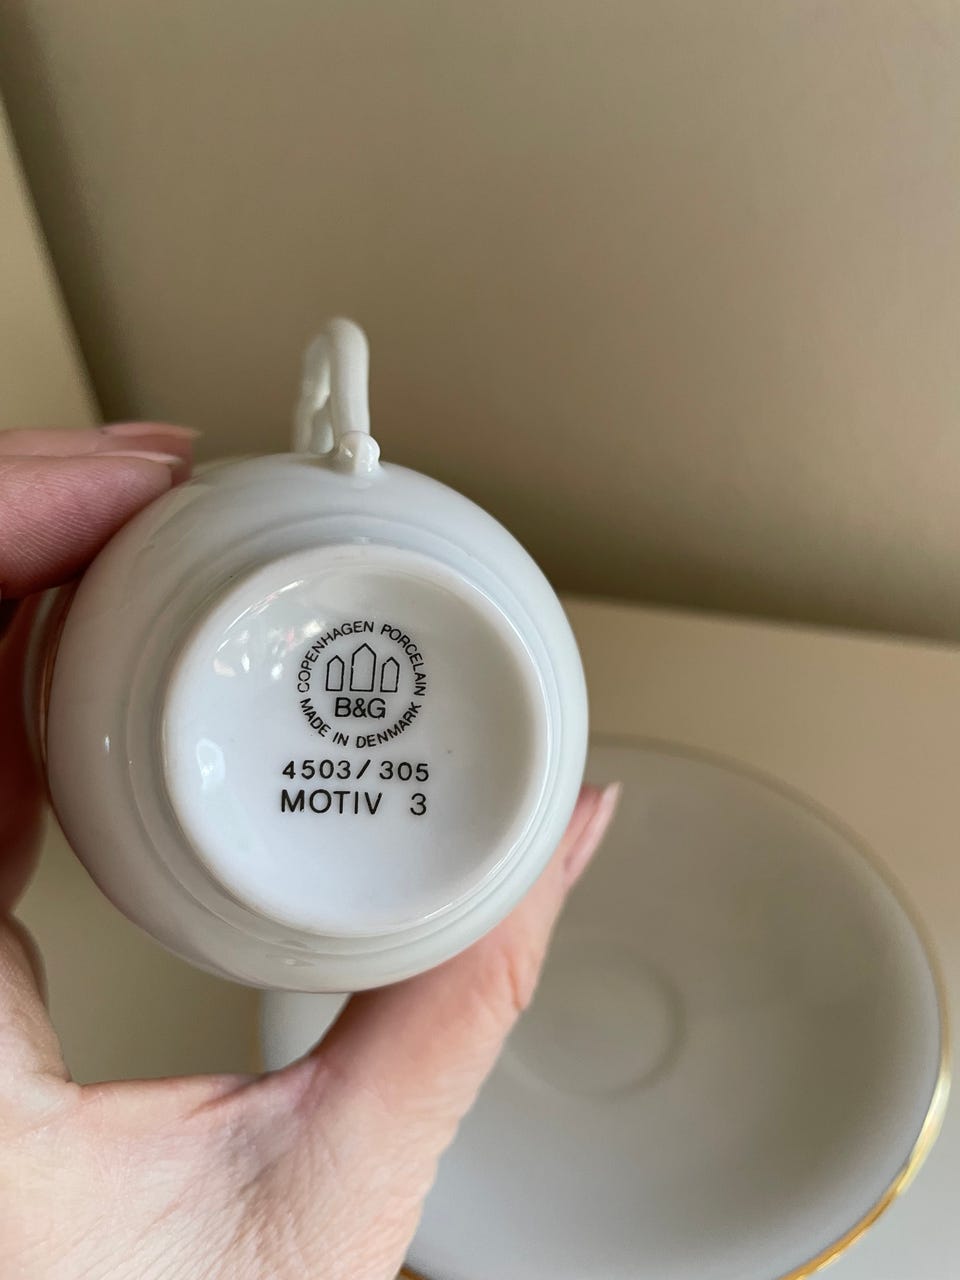 COPENHAGEN PORCELAIN
B&G
MADE IN DENMARK
4503/305
MOTIV 3